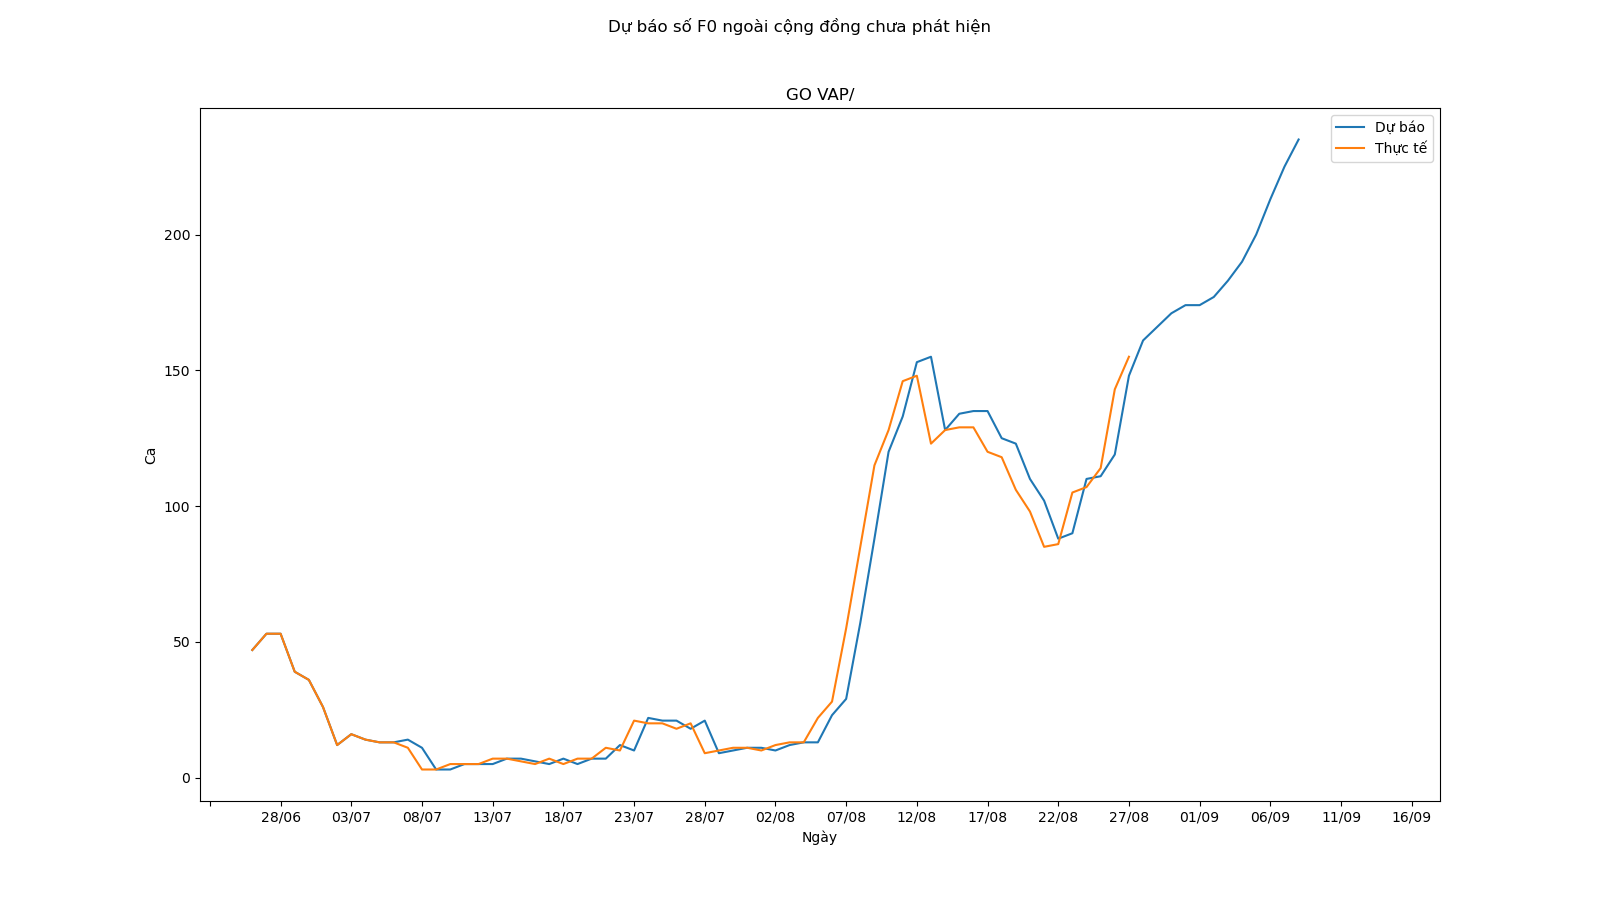 Dự báo số F0 ngoài cộng đồng chưa phát hiện
GO VAP/
Dự báo
Thực tế
200
150
100
50
0
Ca
28/06 03/07 08/07 13/07 18/07 23/07 28/07 02/08 07/08 12/08 17/08 22/08 27/08 01/09 06/09 11/09 16/09
Ngày